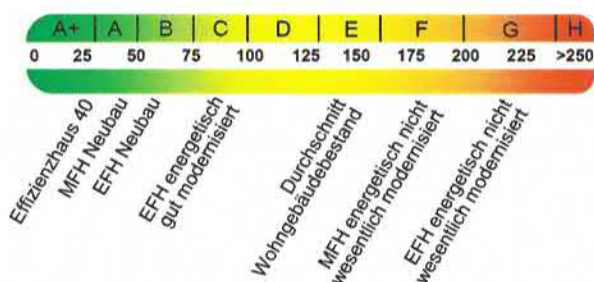 A+ A B C D E F G H
0 25 50 75 100 125 150 175 200 225 >250
Effizienzhaus 40
MFH Neubau
EFH Neubau
EFH energetisch
gut modernisiert
Durchschnitt
Wohngebäudebestand
MFH energetisch nicht
wesentlich modernisiert
EFH energetisch nicht
wesentlich modernisiert